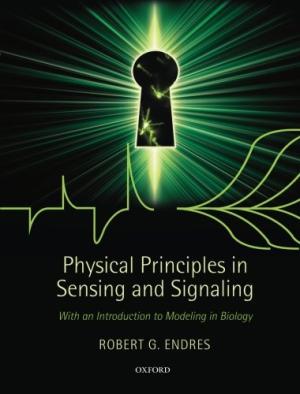 Physical Principles in
Sensing and Signaling
With an Introduction to Modeling in Biology
ROBERT G. ENDRES
OXFORD